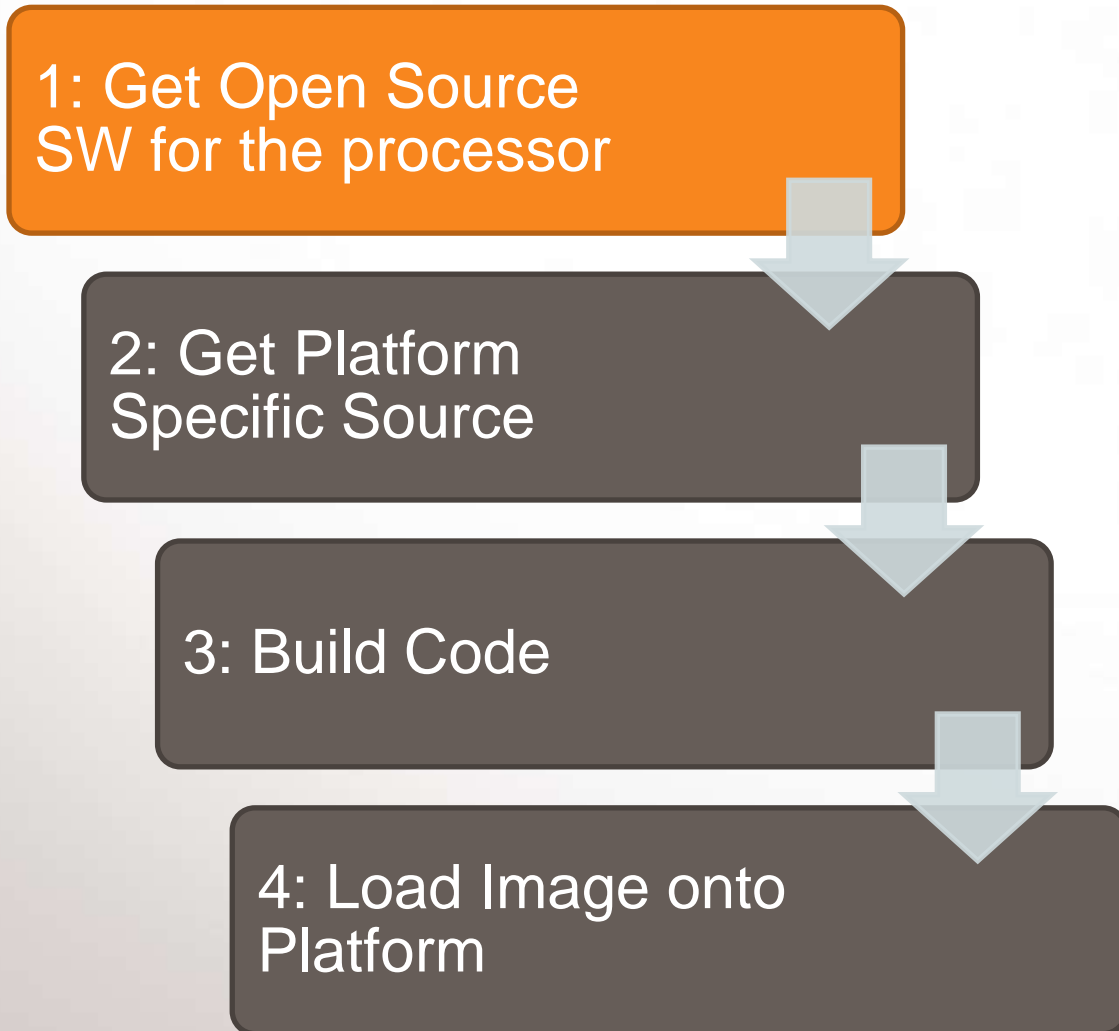 1: Get Open Source
SW for the processor
2: Get Platform
Specific Source
3: Build Code
4: Load Image onto
Platform